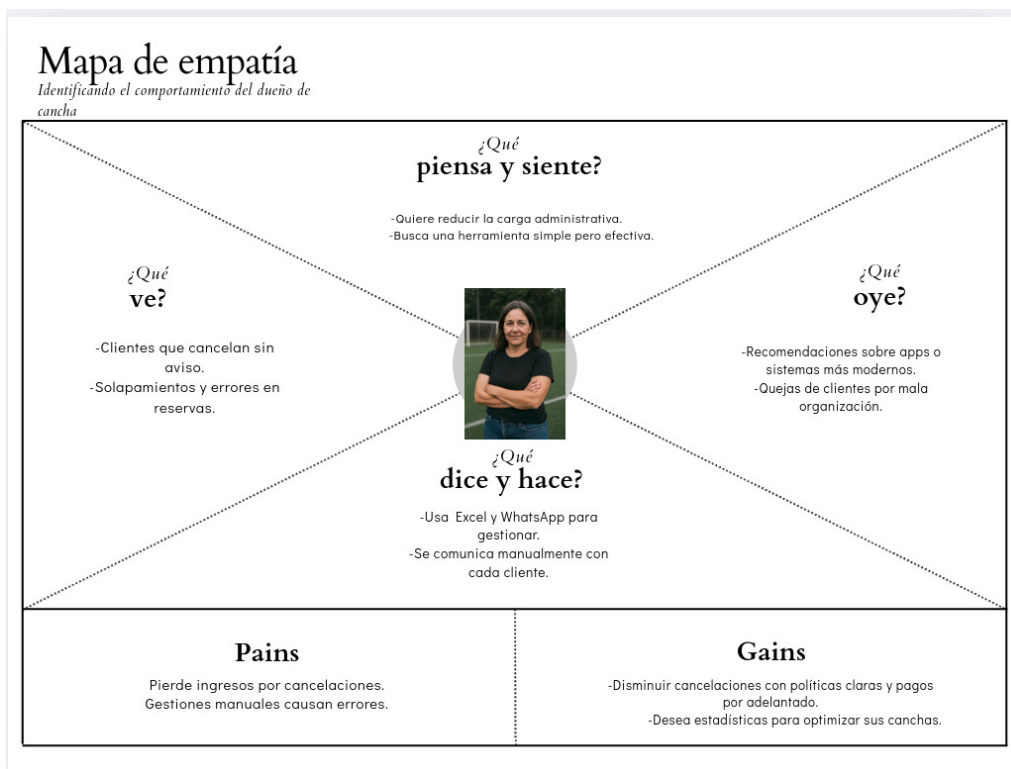 Mapa de empatía
Identificando el comportamiento del dueño de
cancha
¿Qué
piensa y siente?
-Quiere reducir la carga administrativa.
-Busca una herramienta simple pero efectiva.
¿Qué
ve?
-Clientes que cancelan sin
aviso.
-Solapamientos y errores en
reservas.
¿Qué
oye?
-Recomendaciones sobre apps o
sistemas más modernos.
-Quejas de clientes por mala
organización.
¿Qué
dice y hace?
-Usa Excel y WhatsApp para
gestionar.
-Se comunica manualmente con
cada cliente.
Pains
Pierde ingresos por cancelaciones.
Gestiones manuales causan errores.
Gains
-Disminuir cancelaciones con políticas claras y pagos
por adelantado.
-Desea estadísticas para optimizar sus canchas.